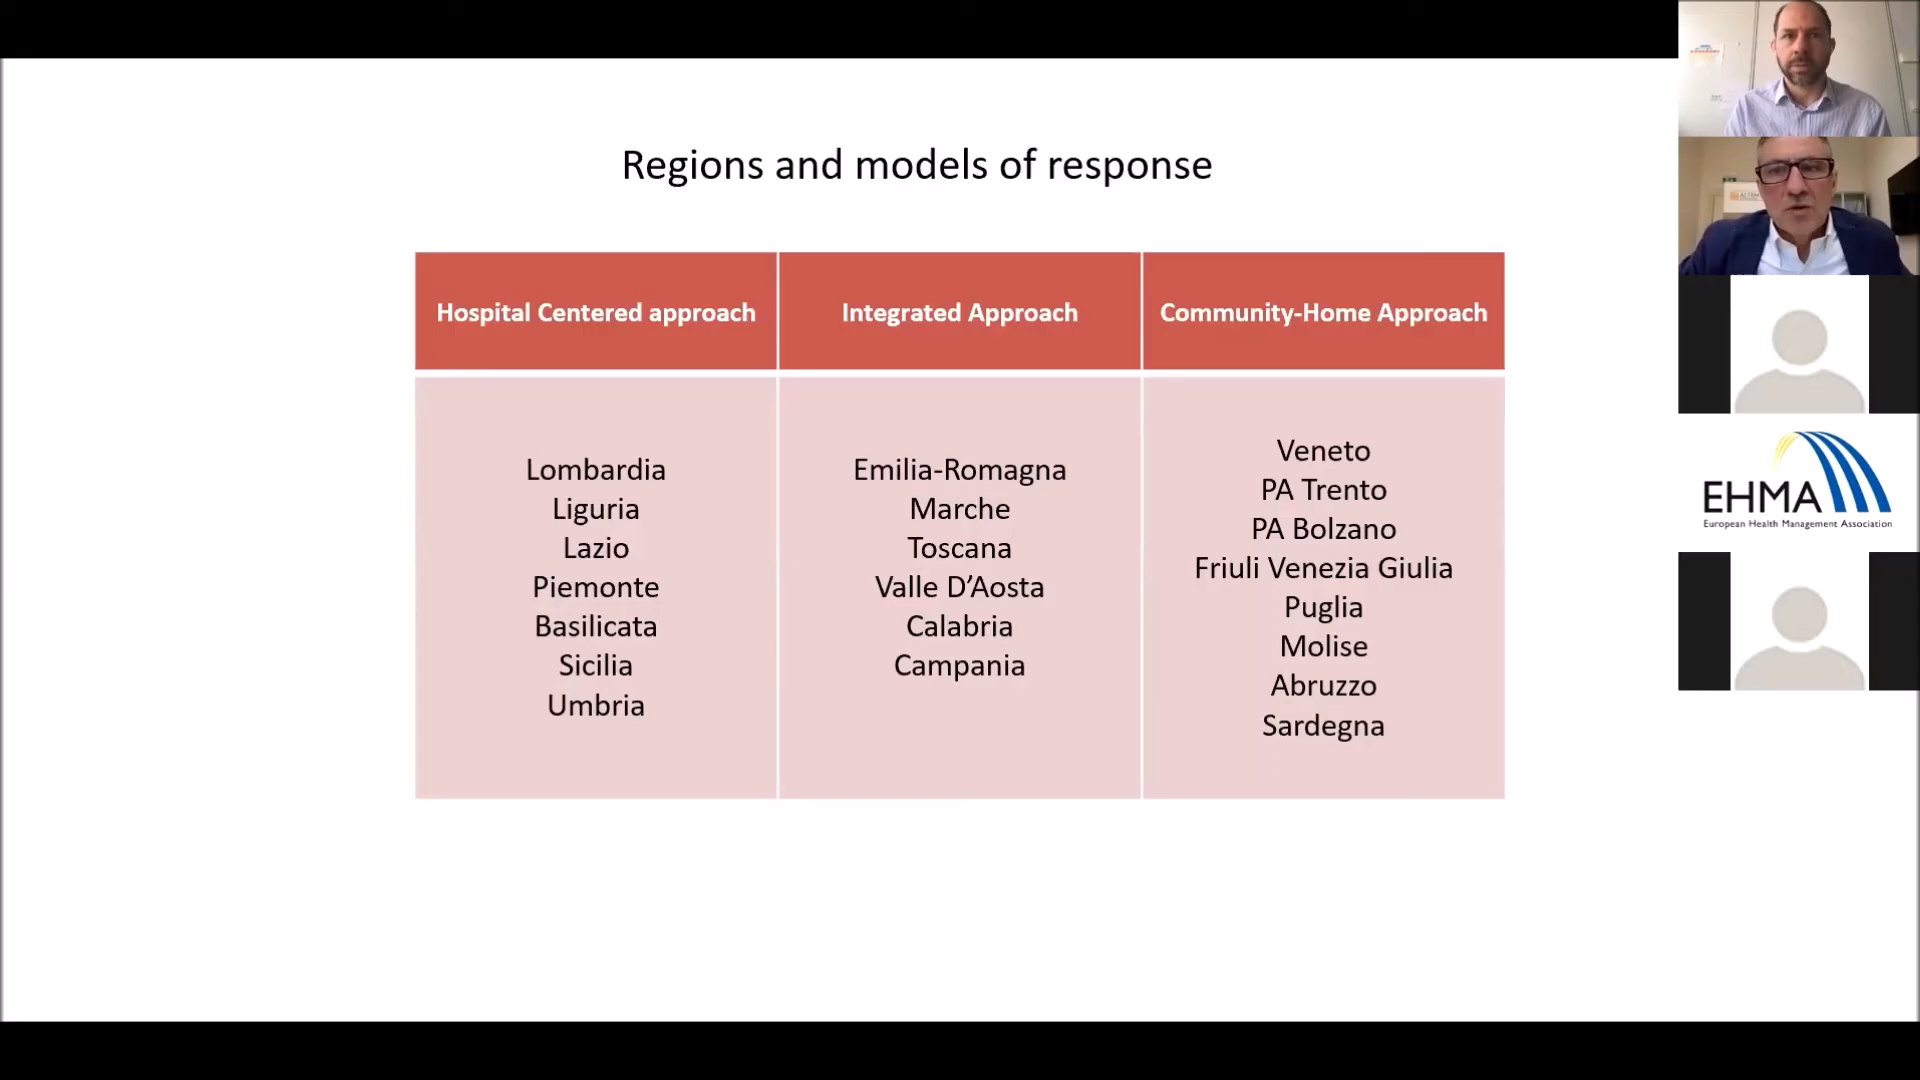 Regions and models of response
Hospital Centered approach
Integrated Approach
Community-Home Approach
Lombardia
Liguria
Lazio
Piemonte
Basilicata
Sicilia
Umbria
Emilia-Romagna
Marche
Toscana
Valle D’Aosta
Calabria
Campania
Veneto
PA Trento
PA Bolzano
Friuli Venezia Giulia
Puglia
Molise
Abruzzo
Sardegna
EHMA
European Health Management Association